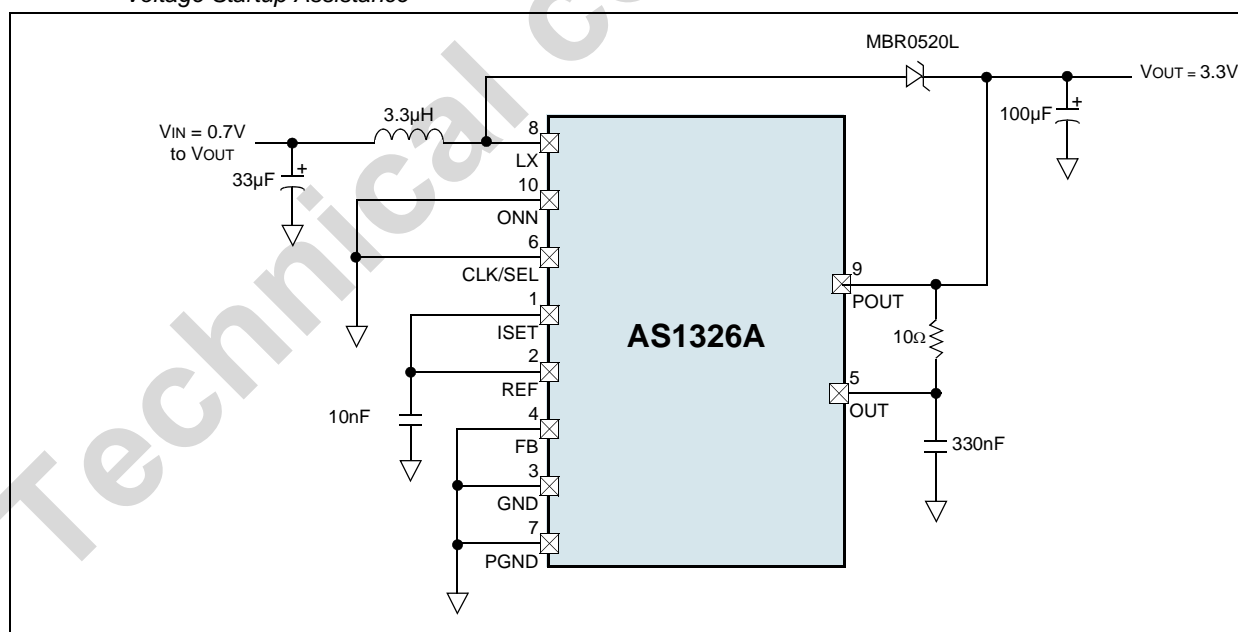 Voltage Startup Assistance
MBR0520L
VOUT = 3.3V
100µF
+
3.3µH
VIN = 0.7V
to VOUT
33µF
+
8
LX
10
ONN
6
CLK/SEL
1
ISET
2
REF
10nF
4
FB
3
GND
7
PGND
AS1326A
9
POUT
10Ω
5
OUT
330nF
Technical co